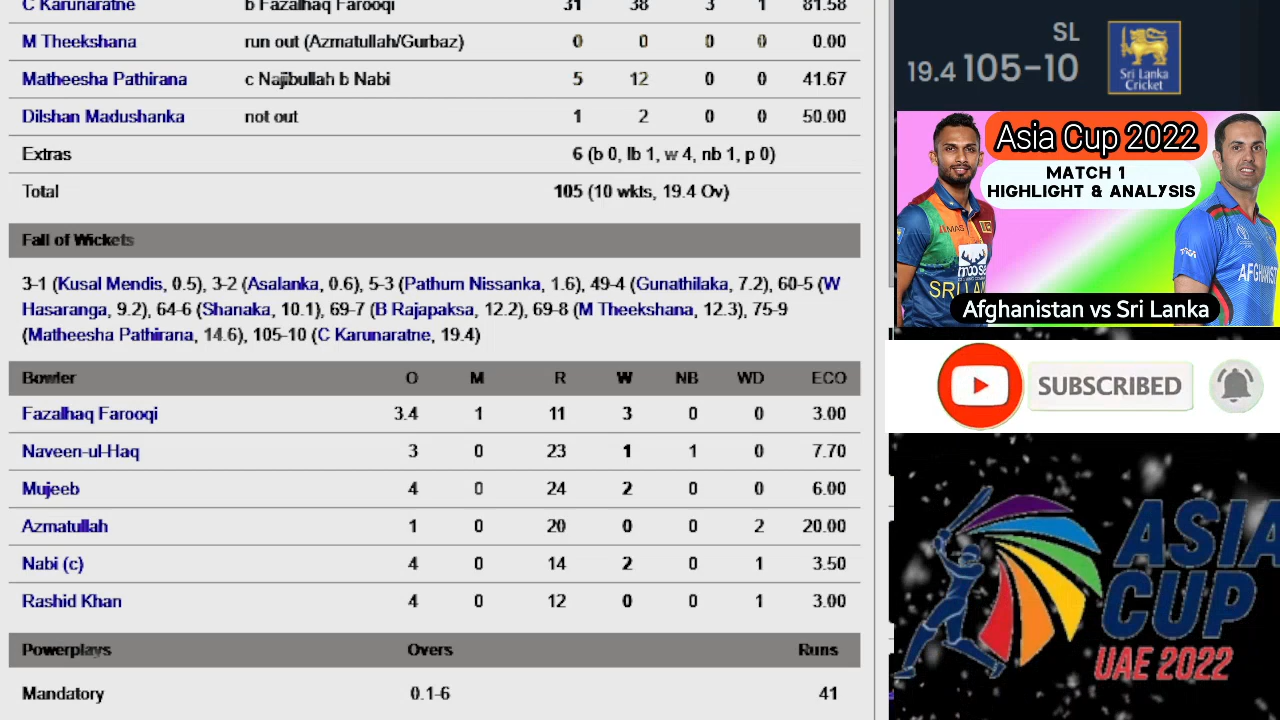 C Karunaratne b Fazalhaq Farooqi 31 38 3 1 81.58
M Theekshana run out (Azmatullah/Gurbaz) 0 0 0 0 0.00
Matheesha Pathirana c Najibullah b Nabi 5 12 0 0 41.67
Dilshan Madushanka not out 1 2 0 0 50.00
Extras 6 (b 0, lb 1, w 4, nb 1, p 0)
Total 105 (10 wkts, 19.4 Ov)
Fall of Wickets
3-1 (Kusal Mendis, 0.5), 3-2 (Asalanka, 0.6), 5-3 (Pathum Nissanka, 1.6), 49-4 (Gunathilaka, 7.2), 60-5 (W
Hasaranga, 9.2), 64-6 (Shanaka, 10.1), 69-7 (B Rajapaksa, 12.2), 69-8 (M Theekshana, 12.3), 75-9
(Matheesha Pathirana, 14.6), 105-10 (C Karunaratne, 19.4)
Bowler O M R W NB WD ECO
Fazalhaq Farooqi 3.4 1 11 3 0 0 3.00
Naveen-ul-Haq 3 0 23 1 1 0 7.70
Mujeeb 4 0 24 2 0 0 6.00
Azmatullah 1 0 20 0 0 2 20.00
Nabi (c) 4 0 14 2 0 1 3.50
Rashid Khan 4 0 12 0 0 1 3.00
Powerplays Overs Runs
Mandatory 0.1-6 41
SL
19.4 105-10
Sri Lanka
Cricket
Asia Cup 2022
MATCH 1
HIGHLIGHT & ANALYSIS
Afghanistan vs Sri Lanka
SUBSCRIBED
ASIA
CUP
UAE 2022